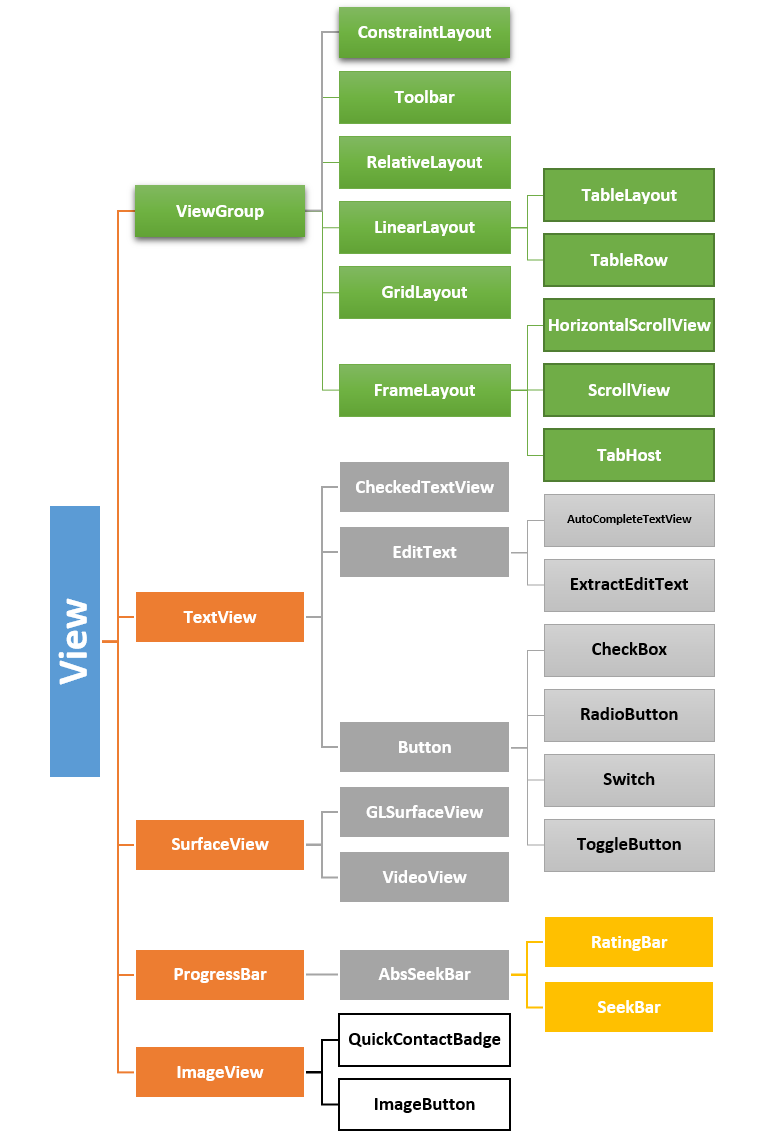 View
ViewGroup
ConstraintLayout
Toolbar
RelativeLayout
LinearLayout
TableLayout
TableRow
GridLayout
FrameLayout
HorizontalScrollView
ScrollView
TabHost
TextView
CheckedTextView
EditText
AutoCompleteTextView
ExtractEditText
Button
CheckBox
RadioButton
Switch
ToggleButton
SurfaceView
GLSurfaceView
VideoView
ProgressBar
AbsSeekBar
RatingBar
SeekBar
ImageView
QuickContactBadge
ImageButton